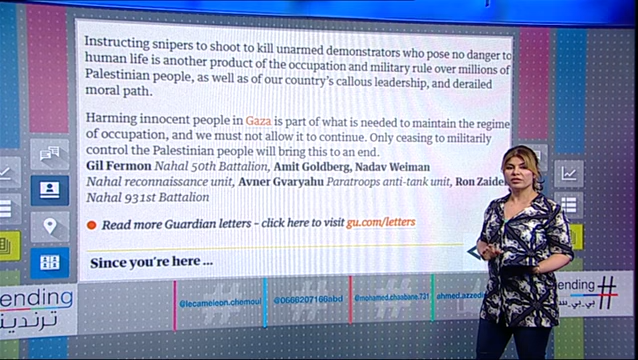 Instructing snipers to shoot to kill unarmed demonstrators who pose no danger to
human life is another product of the occupation and military rule over millions of
Palestinian people, as well as of our country's callous leadership, and derailed
moral path.
Harming innocent people in Gaza is part of what is needed to maintain the regime
of occupation, and we must not allow it to continue. Only ceasing to militarily
control the Palestinian people will bring this to an end.
Gil Fermon Nahal 50th Battalion, Amit Goldberg, Nadav Weiman
Nahal reconnaissance unit, Avner Gvaryahu Paratroops anti-tank unit, Ron Zaide
Nahal 931st Battalion
Read more Guardian letters - click here to visit gu.com/letters
Since you're here ...
ending
ترندين
@lecameleon.chemoul
@0660207166abd
@mohamed.chaabane.731
ahmed.azzed
ending
#